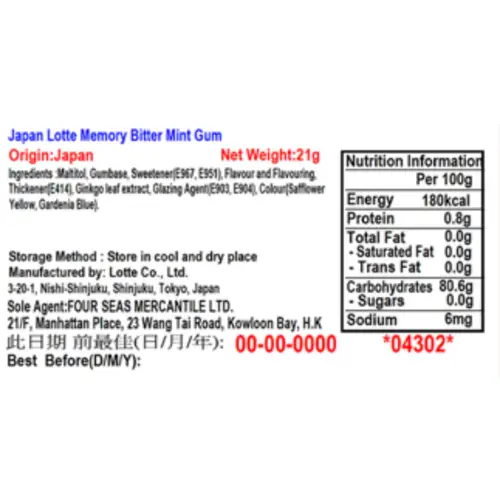 Japan Lotte Memory Bitter Mint Gum
Origin:Japan Net Weight:21g
Ingredients :Maltitol, Gumbase, Sweetener(E967, E951), Flavour and Flavouring,
Thickener(E414), Ginkgo leaf extract, Glazing Agent(E903, E904), Colour(Safflower
Yellow, Gardenia Blue).
Storage Method : Store in cool and dry place
Manufactured by: Lotte Co., Ltd.
3-20-1, Nishi-Shinjuku, Shinjuku, Tokyo, Japan
Sole Agent:FOUR SEAS MERCANTILE LTD.
21/F, Manhattan Place, 23 Wang Tai Road, Kowloon Bay, H.K
此日期 前最佳(日/月/年): 00-00-0000
Best Before(D/M/Y):
Nutrition Information
Per 100g
Energy 180kcal
Protein 0.8g
Total Fat 0.0g
- Saturated Fat 0.0g
- Trans Fat 0.0g
Carbohydrates 80.6g
- Sugars 0.0g
Sodium 6mg
*04302*